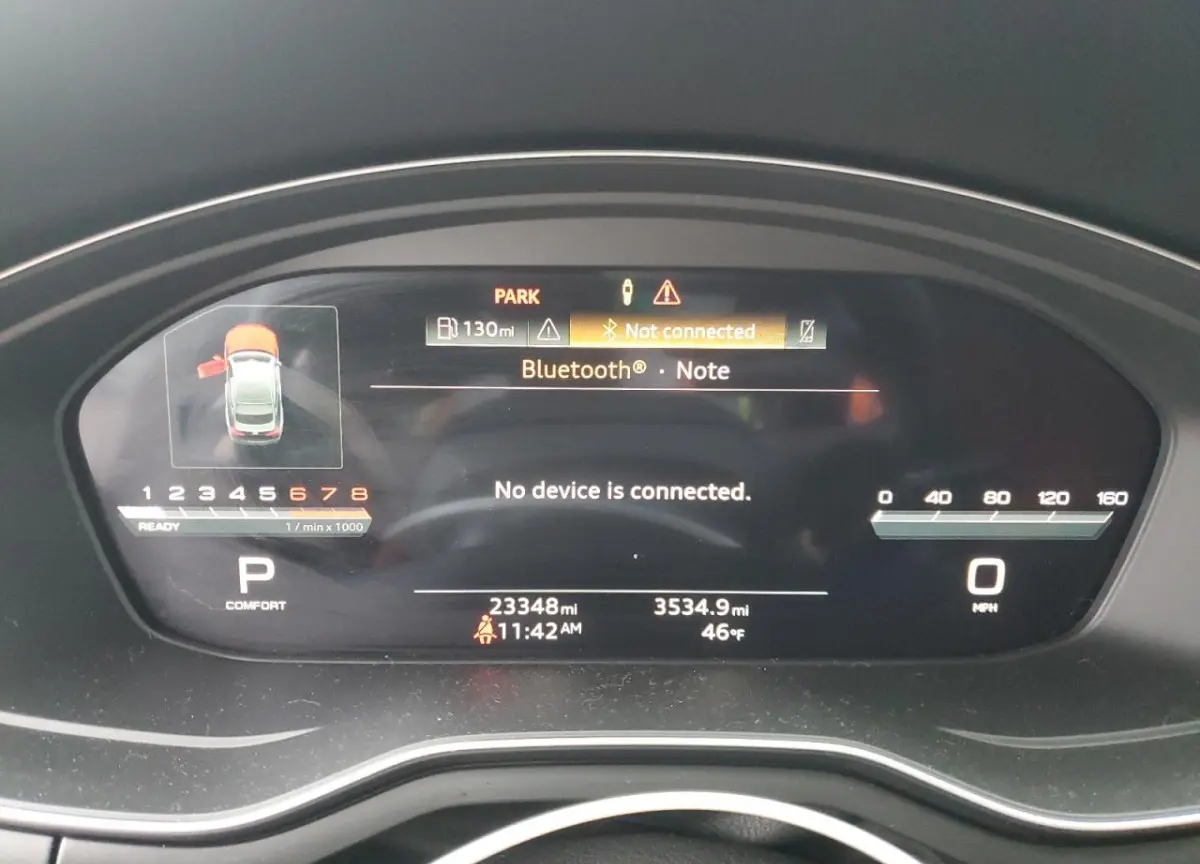 PARK
130mi
Not connected
Bluetooth® · Note
1 2 3 4 5 6 7 8
READY 1 / min x 1000
No device is connected.
0 40 80 120 160
P
COMFORT
0
MPH
23348mi 3534.9mi
11:42AM 46°F